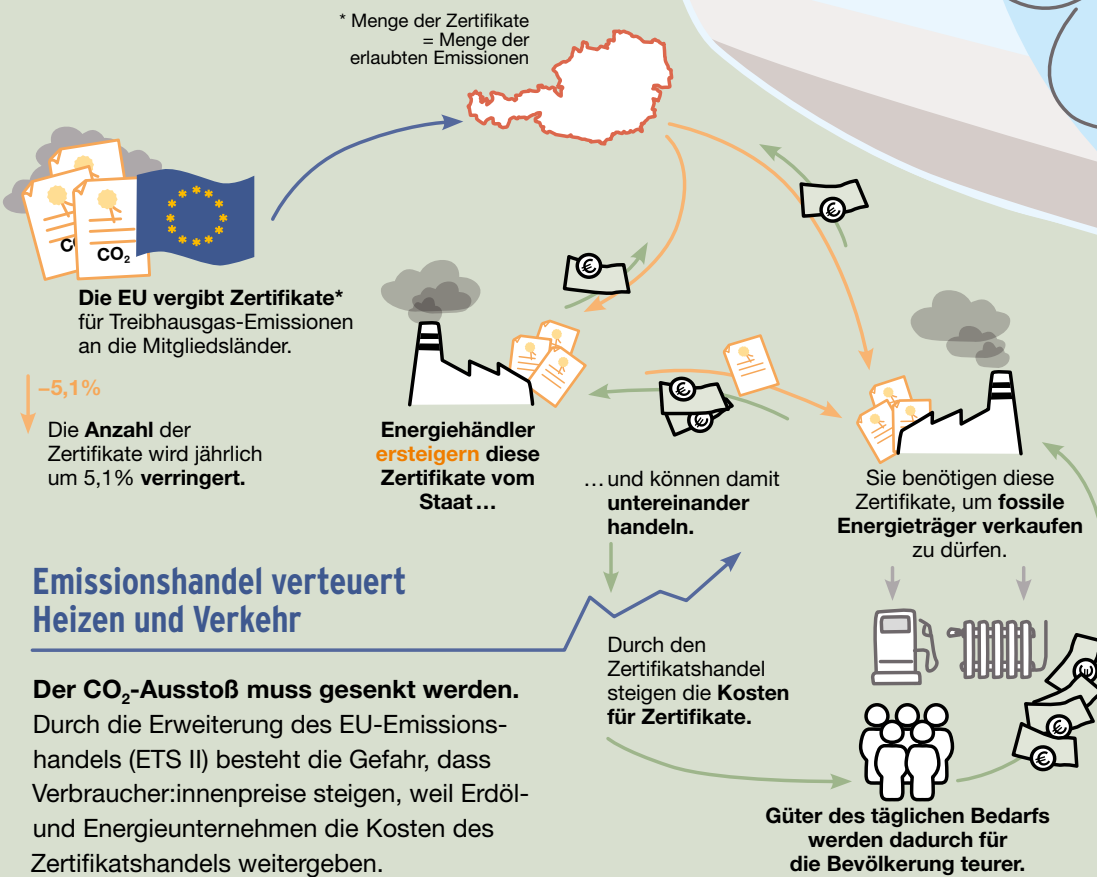 * Menge der Zertifikate
= Menge der
erlaubten Emissionen
CO₂
Die EU vergibt Zertifikate*
für Treibhausgas-Emissionen
an die Mitgliedsländer.
–5,1%
Die Anzahl der
Zertifikate wird jährlich
um 5,1% verringert.
Energiehändler
ersteigern diese
Zertifikate vom
Staat…
…und können damit
untereinander
handeln.
Sie benötigen diese
Zertifikate, um fossile
Energieträger verkaufen
zu dürfen.
Durch den
Zertifikatshandel
steigen die Kosten
für Zertifikate.
Güter des täglichen Bedarfs
werden dadurch für
die Bevölkerung teurer.
Emissionshandel verteuert
Heizen und Verkehr
Der CO₂-Ausstoß muss gesenkt werden.
Durch die Erweiterung des EU-Emissions-
handels (ETS II) besteht die Gefahr, dass
Verbraucher:innenpreise steigen, weil Erdöl-
und Energieunternehmen die Kosten des
Zertifikatshandels weitergeben.
€
€
€
€
€
€
€